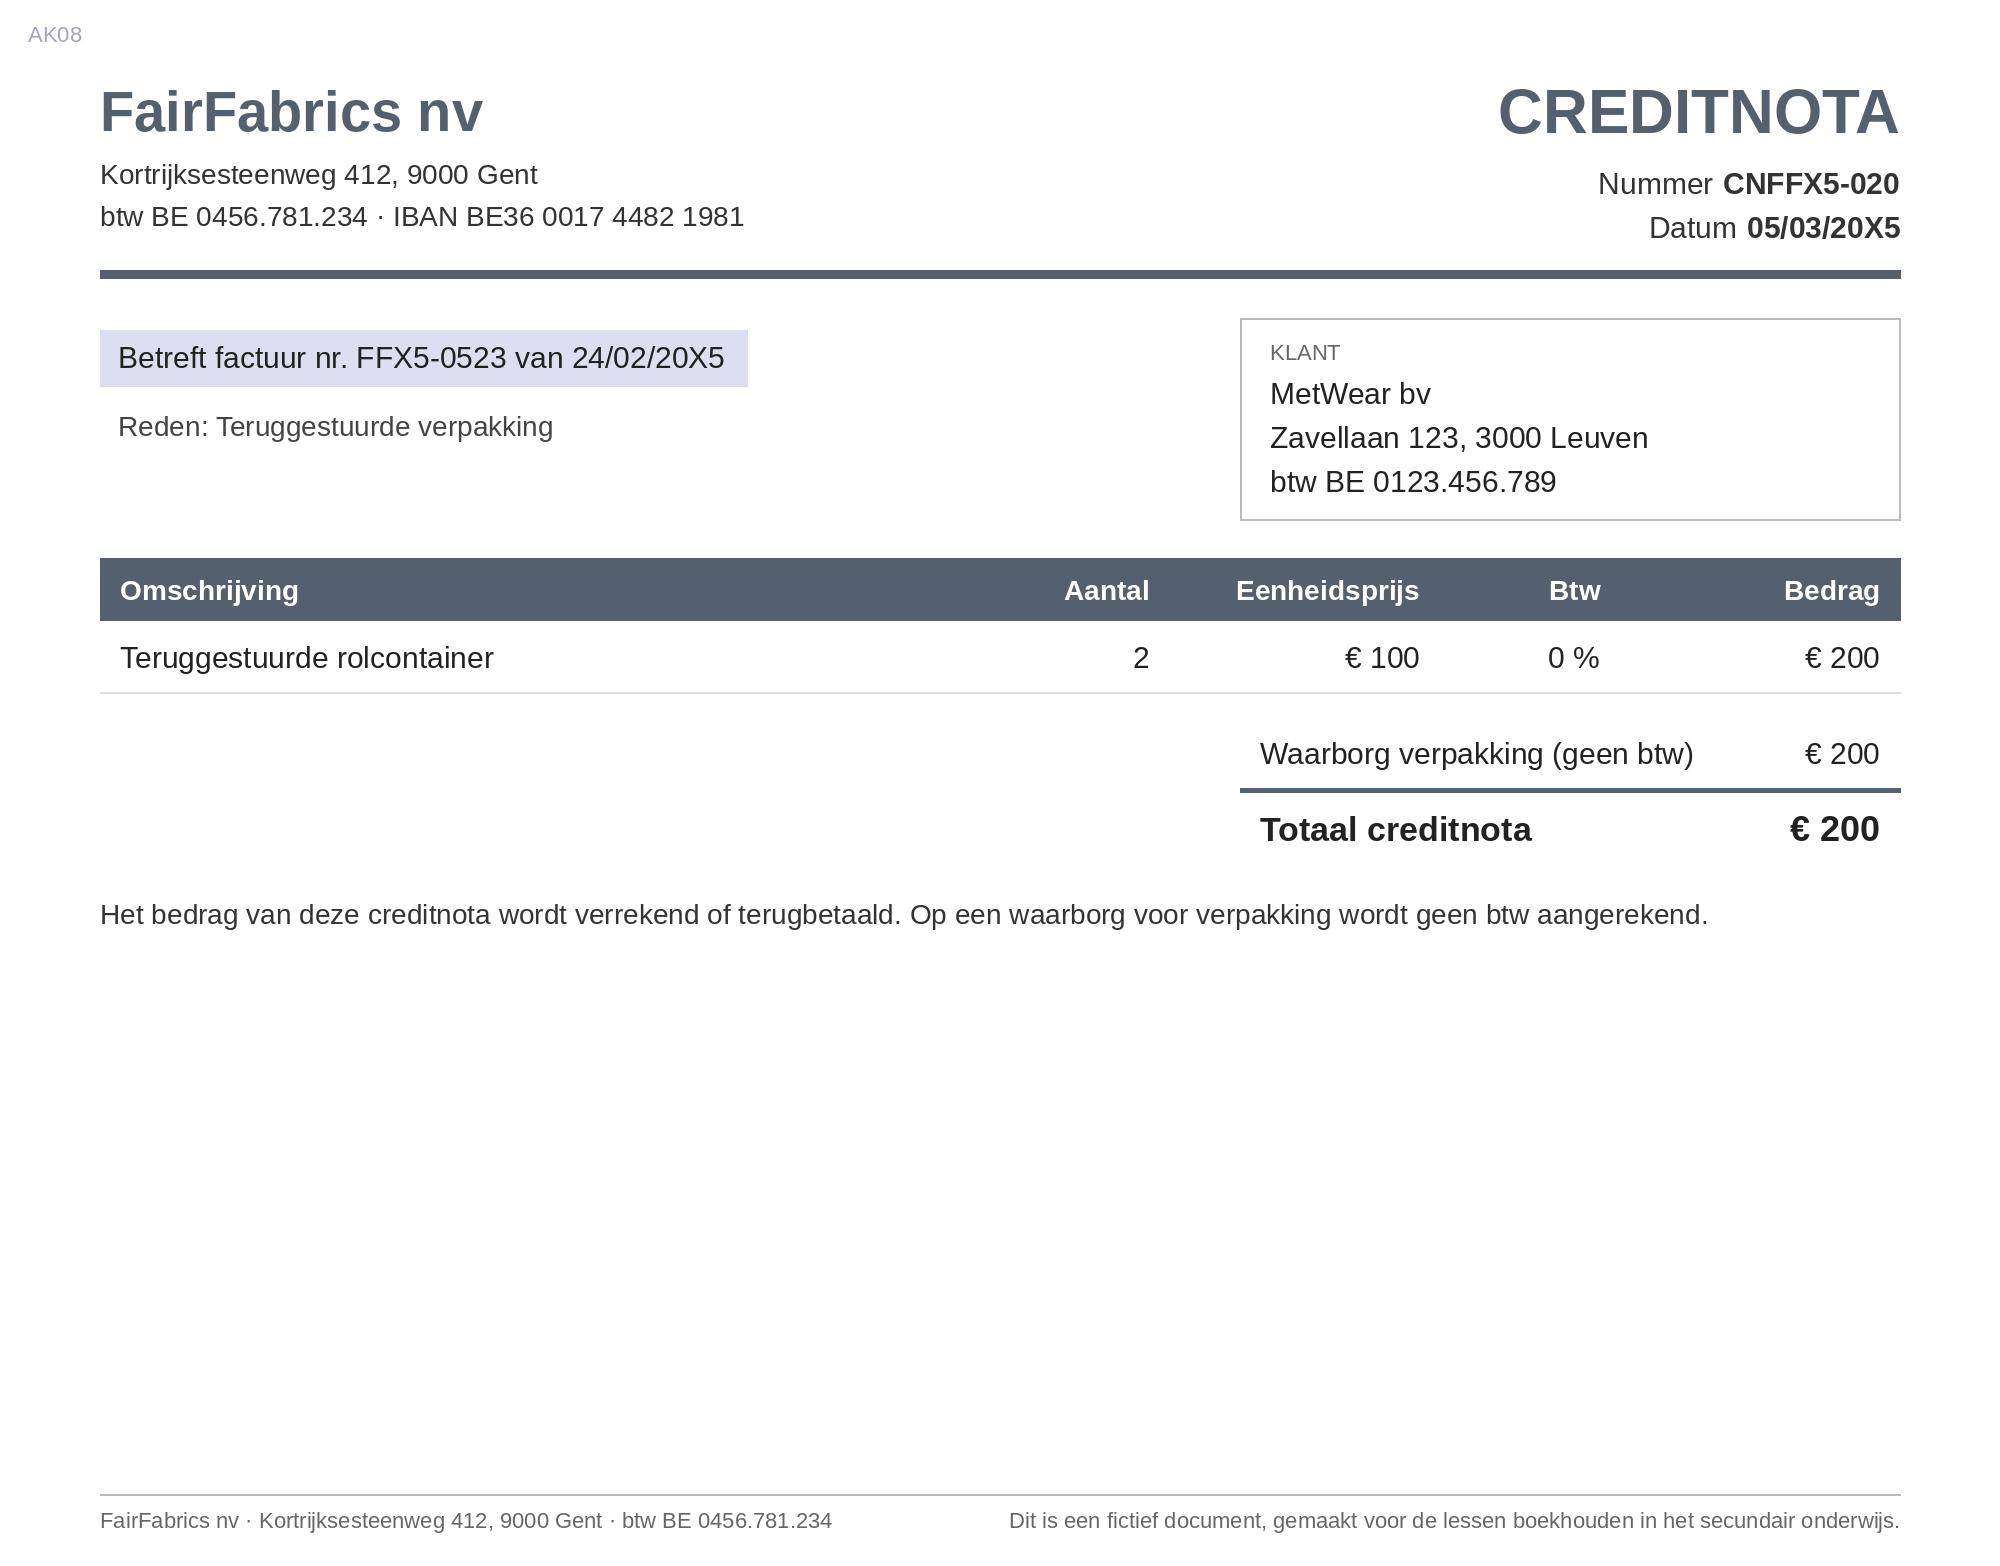 AK08
FairFabrics nv
Kortrijksesteenweg 412, 9000 Gent
btw BE 0456.781.234 · IBAN BE36 0017 4482 1981
CREDITNOTA
Nummer CNFFX5-020
Datum 05/03/20X5
Betreft factuur nr. FFX5-0523 van 24/02/20X5
Reden: Teruggestuurde verpakking
KLANT
MetWear bv
Zavellaan 123, 3000 Leuven
btw BE 0123.456.789
Omschrijving Aantal Eenheidsprijs Btw Bedrag
Teruggestuurde rolcontainer 2 € 100 0 % € 200
Waarborg verpakking (geen btw) € 200
Totaal creditnota € 200
Het bedrag van deze creditnota wordt verrekend of terugbetaald. Op een waarborg voor verpakking wordt geen btw aangerekend.
FairFabrics nv · Kortrijksesteenweg 412, 9000 Gent · btw BE 0456.781.234
Dit is een fictief document, gemaakt voor de lessen boekhouden in het secundair onderwijs.